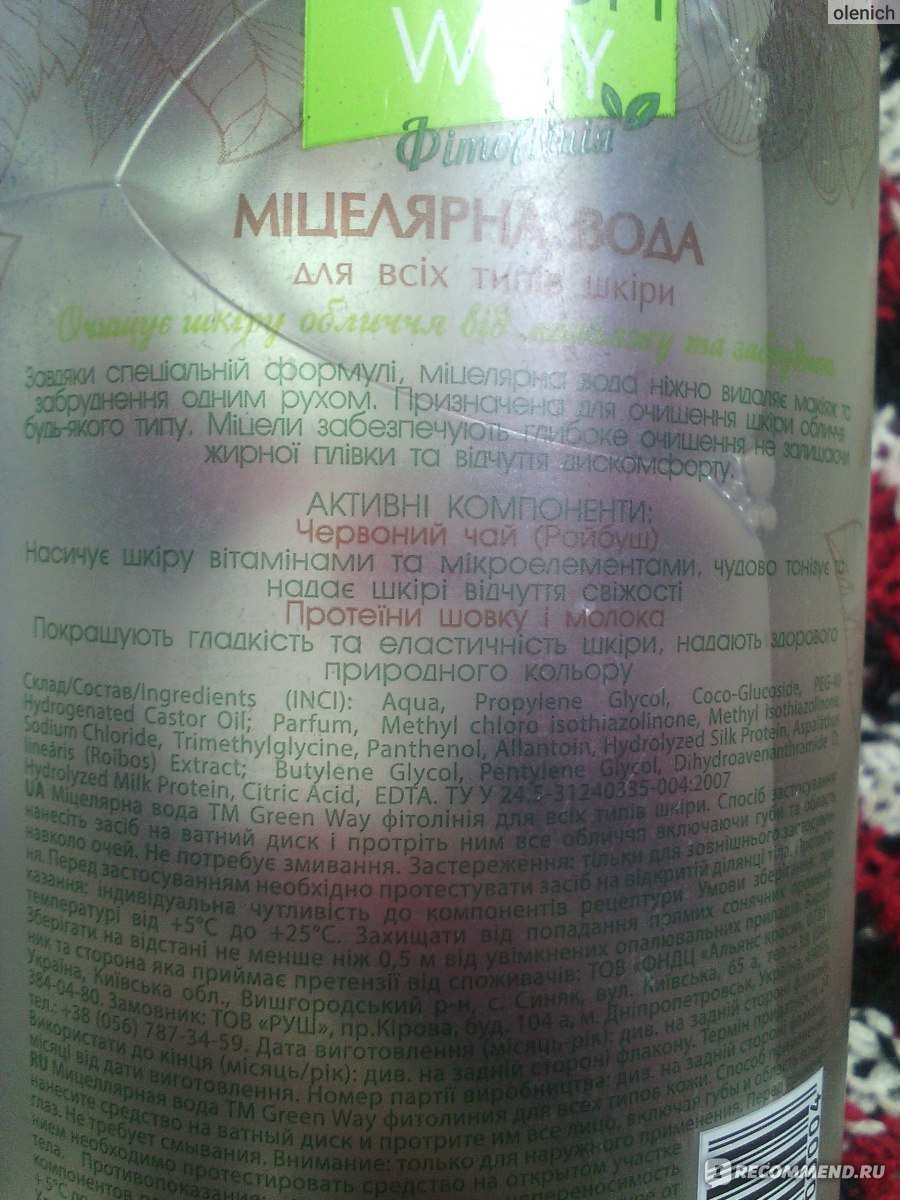 olenich
WAY
МІЦЕЛЯРНА ВОДА
для всіх типів шкіри
Очищує шкіру обличчя від макіяжу та забруднень
Завдяки спеціальній формулі, міцелярна вода ніжно видаляє макіяж та
забруднення одним рухом. Призначена для очищення шкіри обличчя
будь-якого типу. Міцели забезпечують глибоке очищення не залишаючи
жирної плівки та відчуття дискомфорту.
АКТИВНІ КОМПОНЕНТИ:
Червоний чай (Ройбуш)
Насичує шкіру вітамінами та мікроелементами, чудово тонізує та
надає шкірі відчуття свіжості
Протеїни шовку і молока
Покращують гладкість та еластичність шкіри, надають здорового
природного кольору
Склад/Состав/Ingredients (INCI): Aqua, Propylene Glycol, Coco-Glucoside, PEG-40
Hydrogenated Castor Oil; Parfum, Methyl chloro isothiazolinone, Methyl isothiazolinone,
Sodium Chloride, Trimethylglycine, Panthenol, Allantoin, Hydrolyzed Silk Protein, Aspalathus
linearis (Roibos) Extract; Butylene Glycol, Pentylene Glycol, Dihydroavenanthramide D;
Hydrolyzed Milk Protein, Citric Acid, EDTA. ТУ У 24.5-31240335-004:2007
UA Міцелярна вода ТМ Green Way фітолінія для всіх типів шкіри. Спосіб застосування:
нанесіть засіб на ватний диск і протріть ним все обличчя включаючи губи та область
навколо очей. Не потребує змивання. Застереження: тільки для зовнішнього застосуван-
ня. Перед застосуванням необхідно протестувати засіб на відкритій ділянці тіла. Протипо-
казання: індивідуальна чутливість до компонентів рецептури. Умови зберігання: при
температурі від +5°С до +25°С. Захищати від попадання прямих сонячних променів.
Зберігати на відстані не менше ніж 0,5 м від увімкнених опалювальних приладів. Вироб-
ник та сторона яка приймає претензії від споживачів: ТОВ «ФНДЦ «Альянс краси»,
Україна, Київська обл., Вишгородський р-н, с. Синяк, вул. Київська, 65 а, тел.:
384-04-80. Замовник: ТОВ «РУШ», пр.Кірова, буд. 104 а, м. Дніпропетровськ, Україна,
тел.: +38 (056) 787-34-59. Дата виготовлення (місяць рік): див. на задній стороні флакону.
Використати до кінця (місяць/рік): див. на задній стороні флакону. Термін придатності:
місяці від дати виготовлення. Номер партії виробництва: див. на задній стороні флакону.
RU Мицеллярная вода ТМ Green Way фитолиния для всех типов кожи. Способ применения:
нанесите средство на ватный диск и протрите им все лицо, включая губы и область вокруг
глаз. Не требует смывания. Внимание: только для наружного применения. Перед
нием необходимо протестировать средство на открытом участке
тела. Противопоказания:
компонентов
+ 5°С до
IRECOMMEND.RU